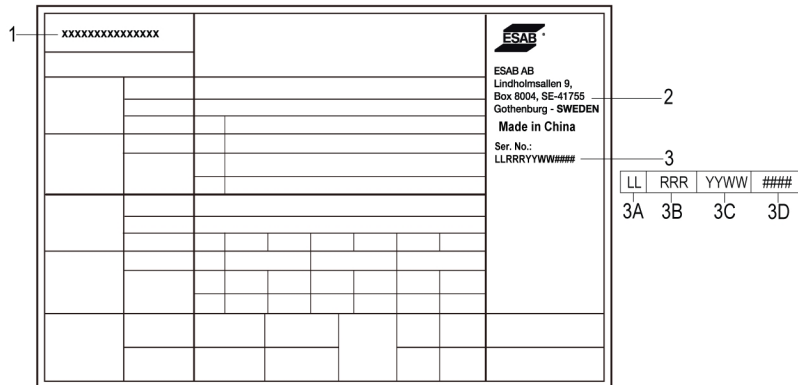 1
xxxxxxxxxxxxxxx
ESAB
ESAB AB
Lindholmsallen 9,
Box 8004, SE-41755
Gothenburg - SWEDEN
2
Made in China
Ser. No.:
LLRRRYYWW####
3
LL RRR YYWW ####
3A 3B 3C 3D